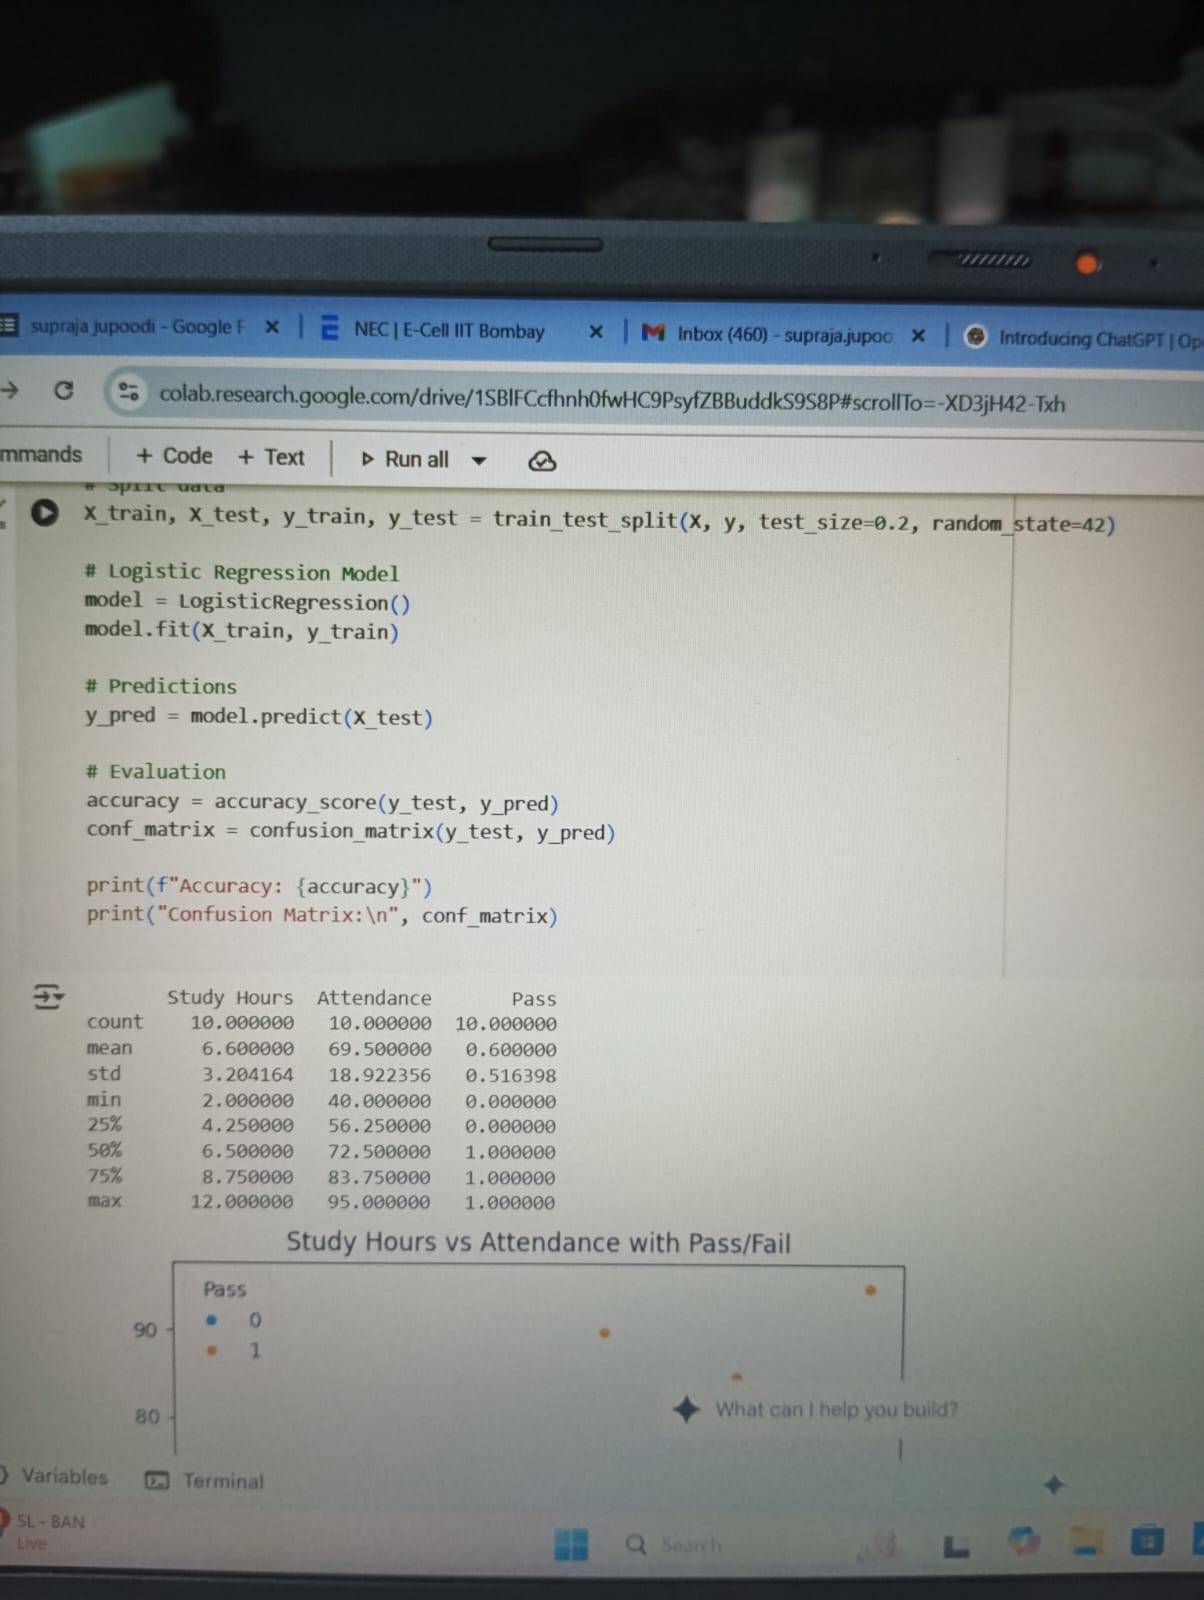 supraja jupoodi - Google F
NEC | E-Cell IIT Bombay
Inbox (460) - supraja.jupoo
Introducing ChatGPT | Op
colab.research.google.com/drive/1SBlFCcfhnh0fwHC9PsyfZBBuddkS9S8P#scrollTo=-XD3jH42-Txh
mmands + Code + Text Run all
# Split data
X_train, X_test, y_train, y_test = train_test_split(X, y, test_size=0.2, random_state=42)
# Logistic Regression Model
model = LogisticRegression()
model.fit(X_train, y_train)
# Predictions
y_pred = model.predict(X_test)
# Evaluation
accuracy = accuracy_score(y_test, y_pred)
conf_matrix = confusion_matrix(y_test, y_pred)
print(f"Accuracy: {accuracy}")
print("Confusion Matrix:\n", conf_matrix)
Study Hours Attendance Pass
count 10.000000 10.000000 10.000000
mean 6.600000 69.500000 0.600000
std 3.204164 18.922356 0.516398
min 2.000000 40.000000 0.000000
25% 4.250000 56.250000 0.000000
50% 6.500000 72.500000 1.000000
75% 8.750000 83.750000 1.000000
max 12.000000 95.000000 1.000000
Study Hours vs Attendance with Pass/Fail
Pass
0
1
90
80
What can I help you build?
Variables Terminal
SL - BAN
Live
Search